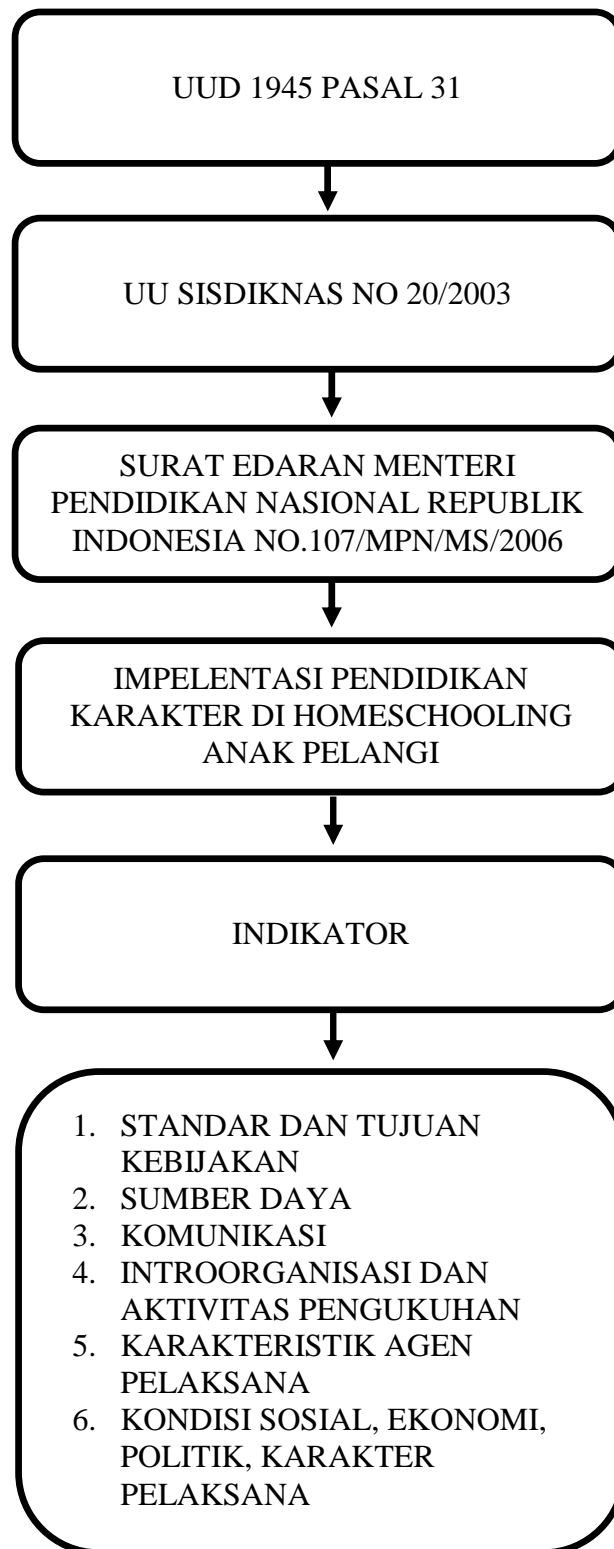 UUD 1945 PASAL 31
UU SISDIKNAS NO 20/2003
SURAT EDARAN MENTERI
PENDIDIKAN NASIONAL REPUBLIK
INDONESIA NO.107/MPN/MS/2006
IMPELENTASI PENDIDIKAN
KARAKTER DI HOMESCHOOLING
ANAK PELANGI
INDIKATOR
1. STANDAR DAN TUJUAN
KEBIJAKAN
2. SUMBER DAYA
3. KOMUNIKASI
4. INTROORGANISASI DAN
AKTIVITAS PENGUKUHAN
5. KARAKTERISTIK AGEN
PELAKSANA
6. KONDISI SOSIAL, EKONOMI,
POLITIK, KARAKTER
PELAKSANA